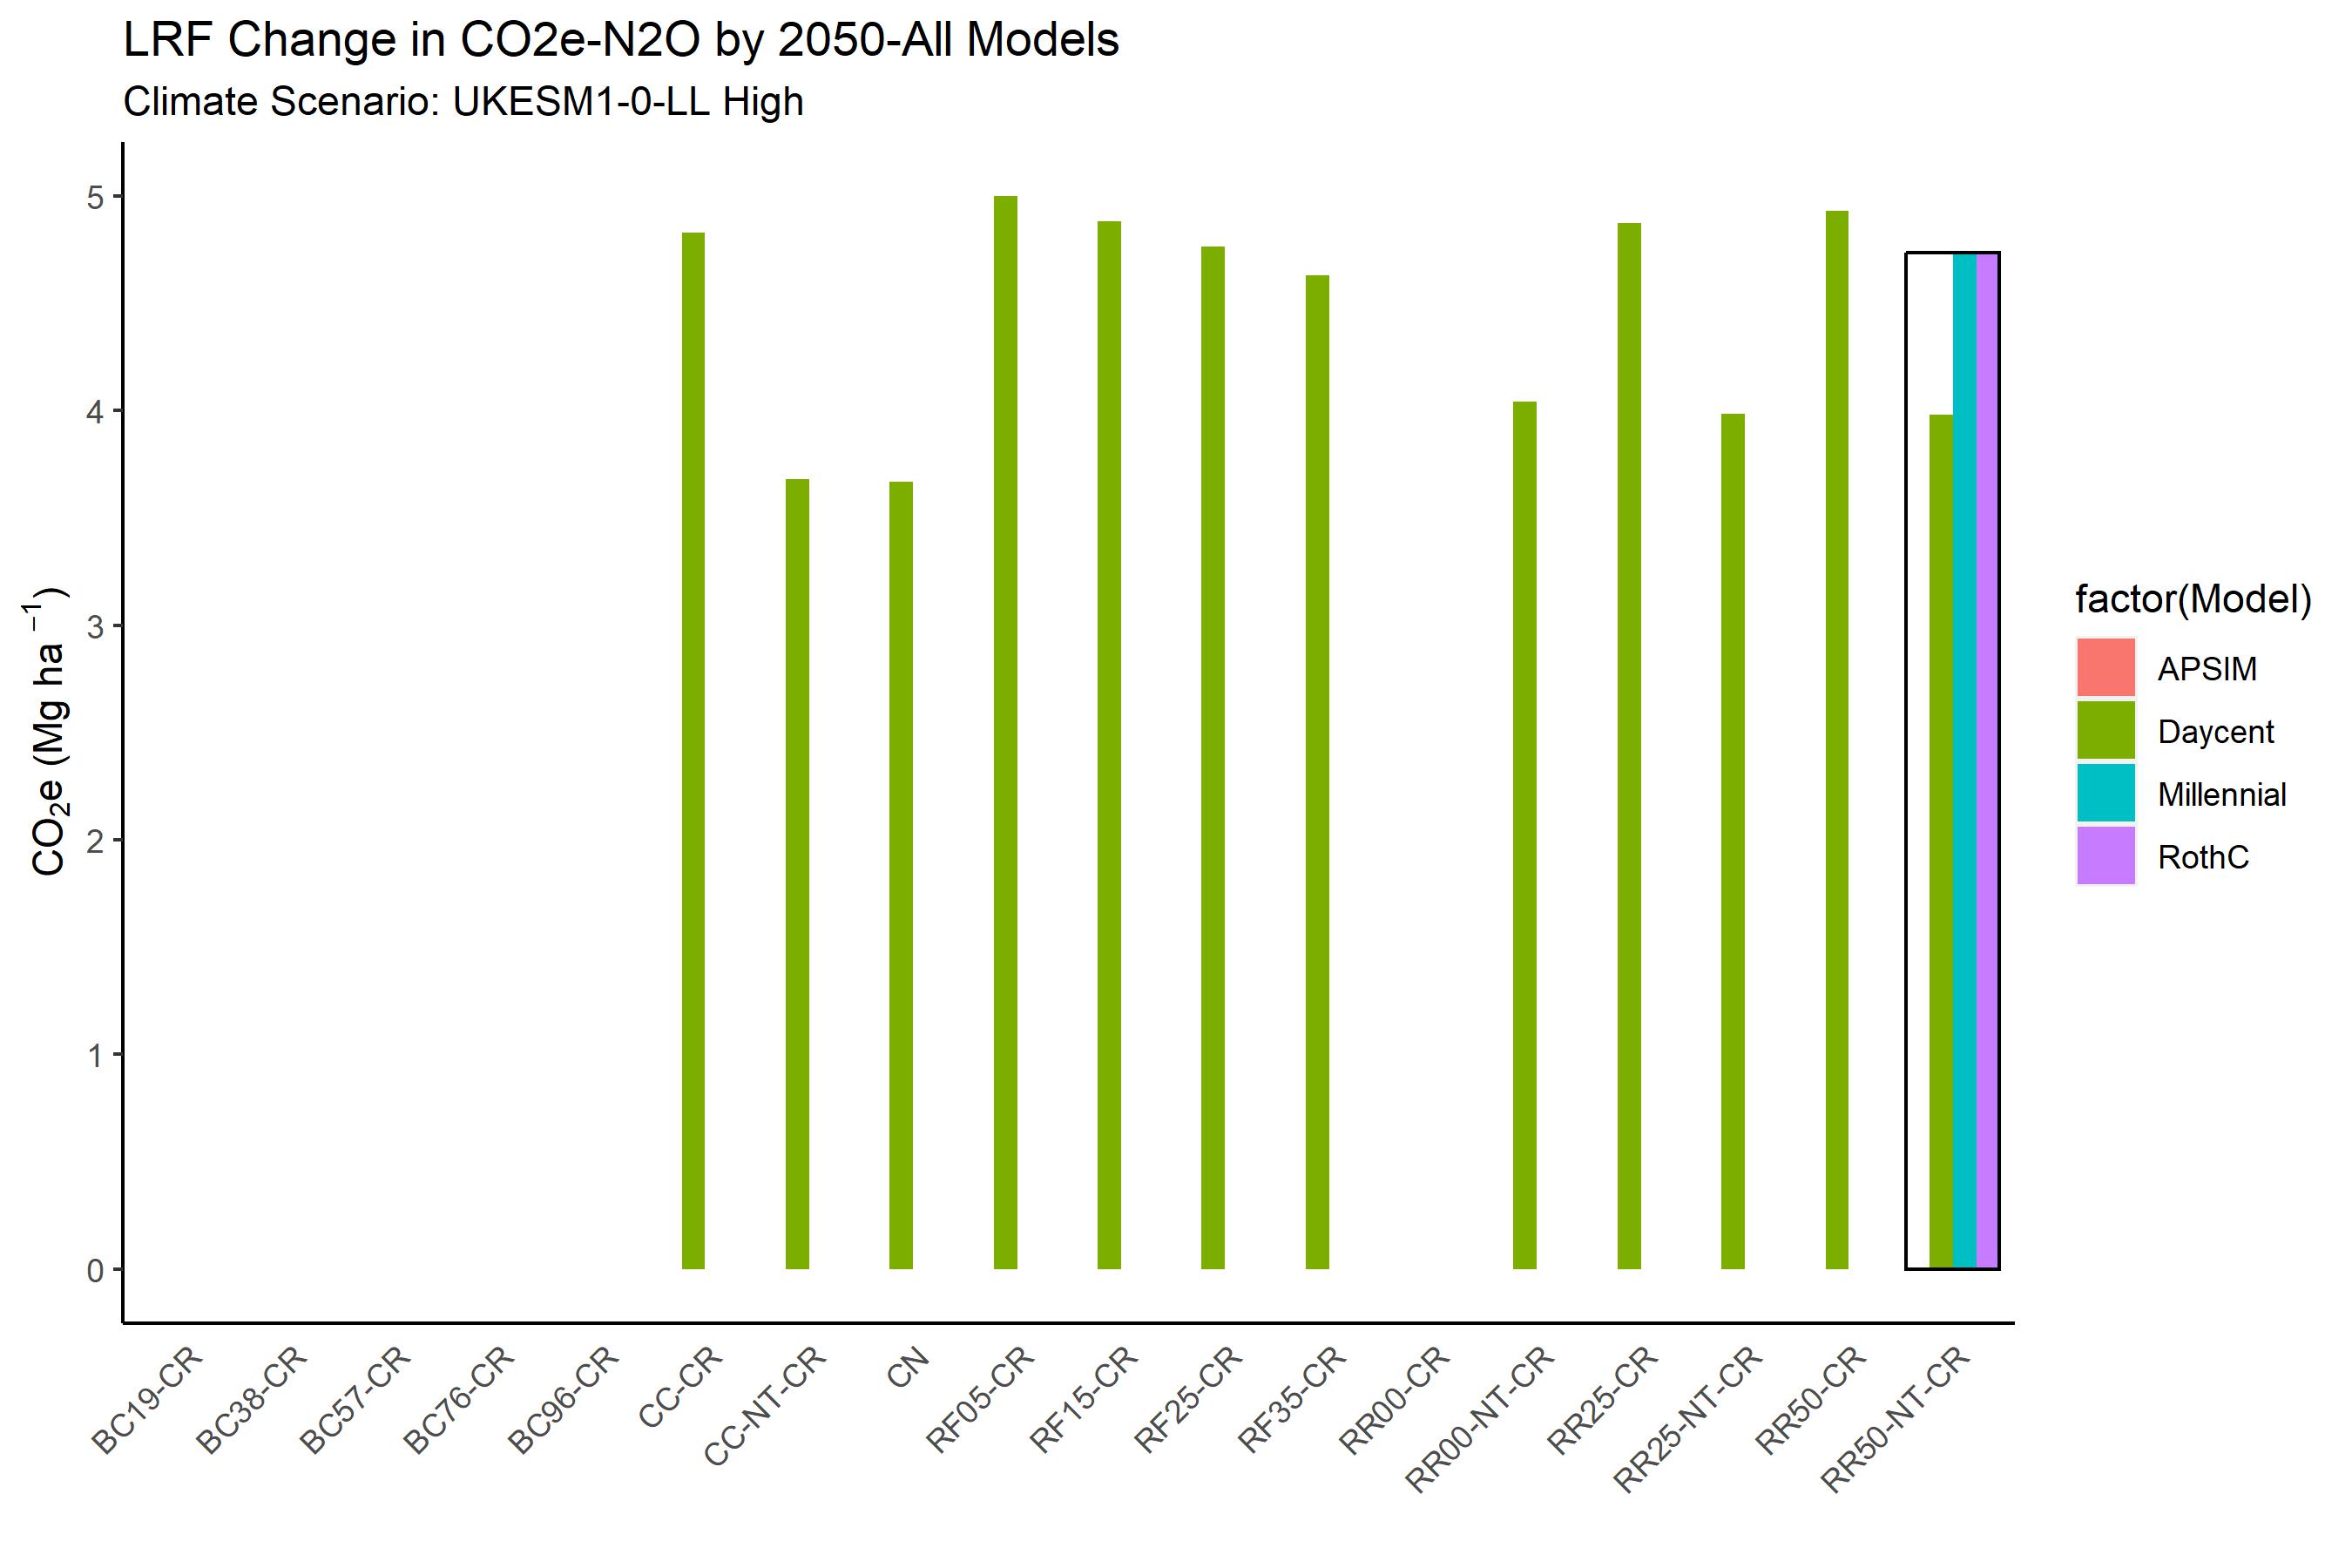 LRF Change in CO2e-N2O by 2050-All Models
Climate Scenario: UKESM1-0-LL High
CO₂e (Mg ha ⁻¹)
5
4
3
2
1
0
BC19-CR
BC38-CR
BC57-CR
BC76-CR
BC96-CR
CC-CR
CC-NT-CR
CN
RF05-CR
RF15-CR
RF25-CR
RF35-CR
RR00-CR
RR00-NT-CR
RR25-CR
RR25-NT-CR
RR50-CR
RR50-NT-CR
factor(Model)
APSIM
Daycent
Millennial
RothC